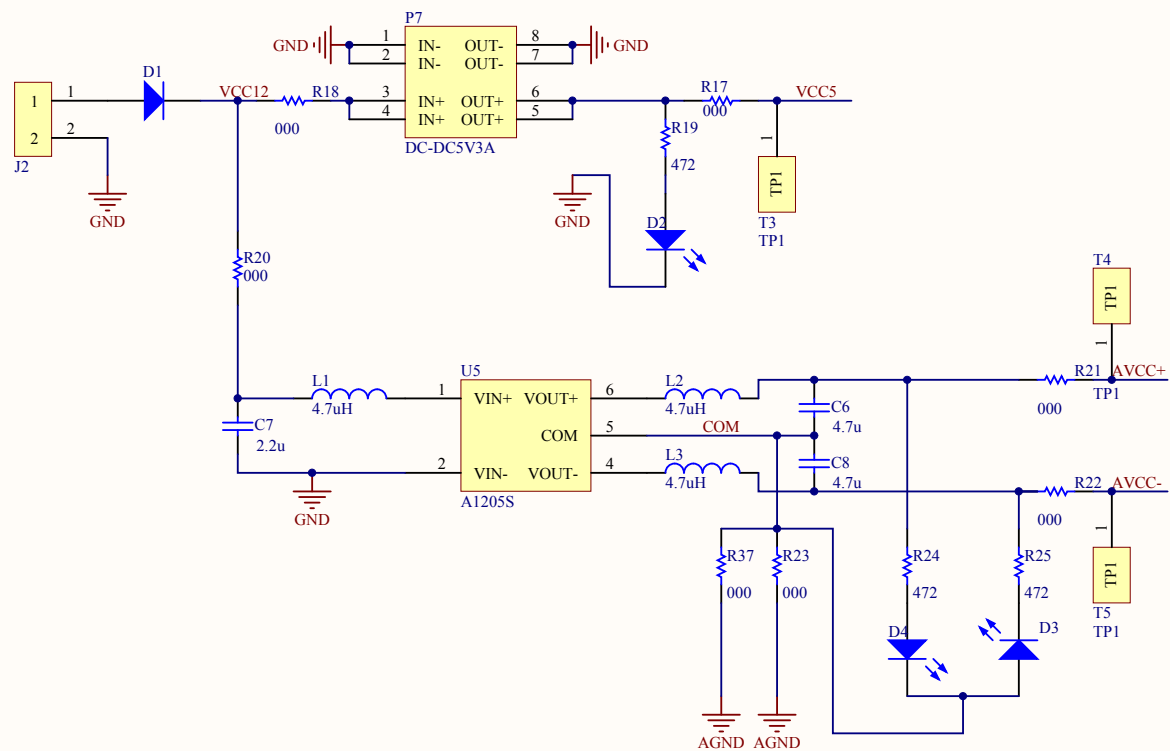 P7
GND
1
IN-
OUT-
8
GND
2
IN-
OUT-
7
D1
VCC12
R18
3
IN+
OUT+
6
R17
VCC5
1
1
000
4
IN+
OUT+
5
000
2
2
J2
DC-DC5V3A
R19
472
1
TP1
GND
GND
D2
T3
TP1
R20
000
T4
TP1
1
U5
L1
4.7uH
1
VIN+
VOUT+
6
L2
4.7uH
R21
AVCC+
000
TP1
C7
2.2u
COM
5
COM
C6
4.7u
2
VIN-
VOUT-
4
L3
4.7uH
C8
4.7u
A1205S
GND
R22
AVCC-
000
1
R37
000
R23
000
R24
472
R25
472
TP1
T5
TP1
D4
D3
AGND
AGND